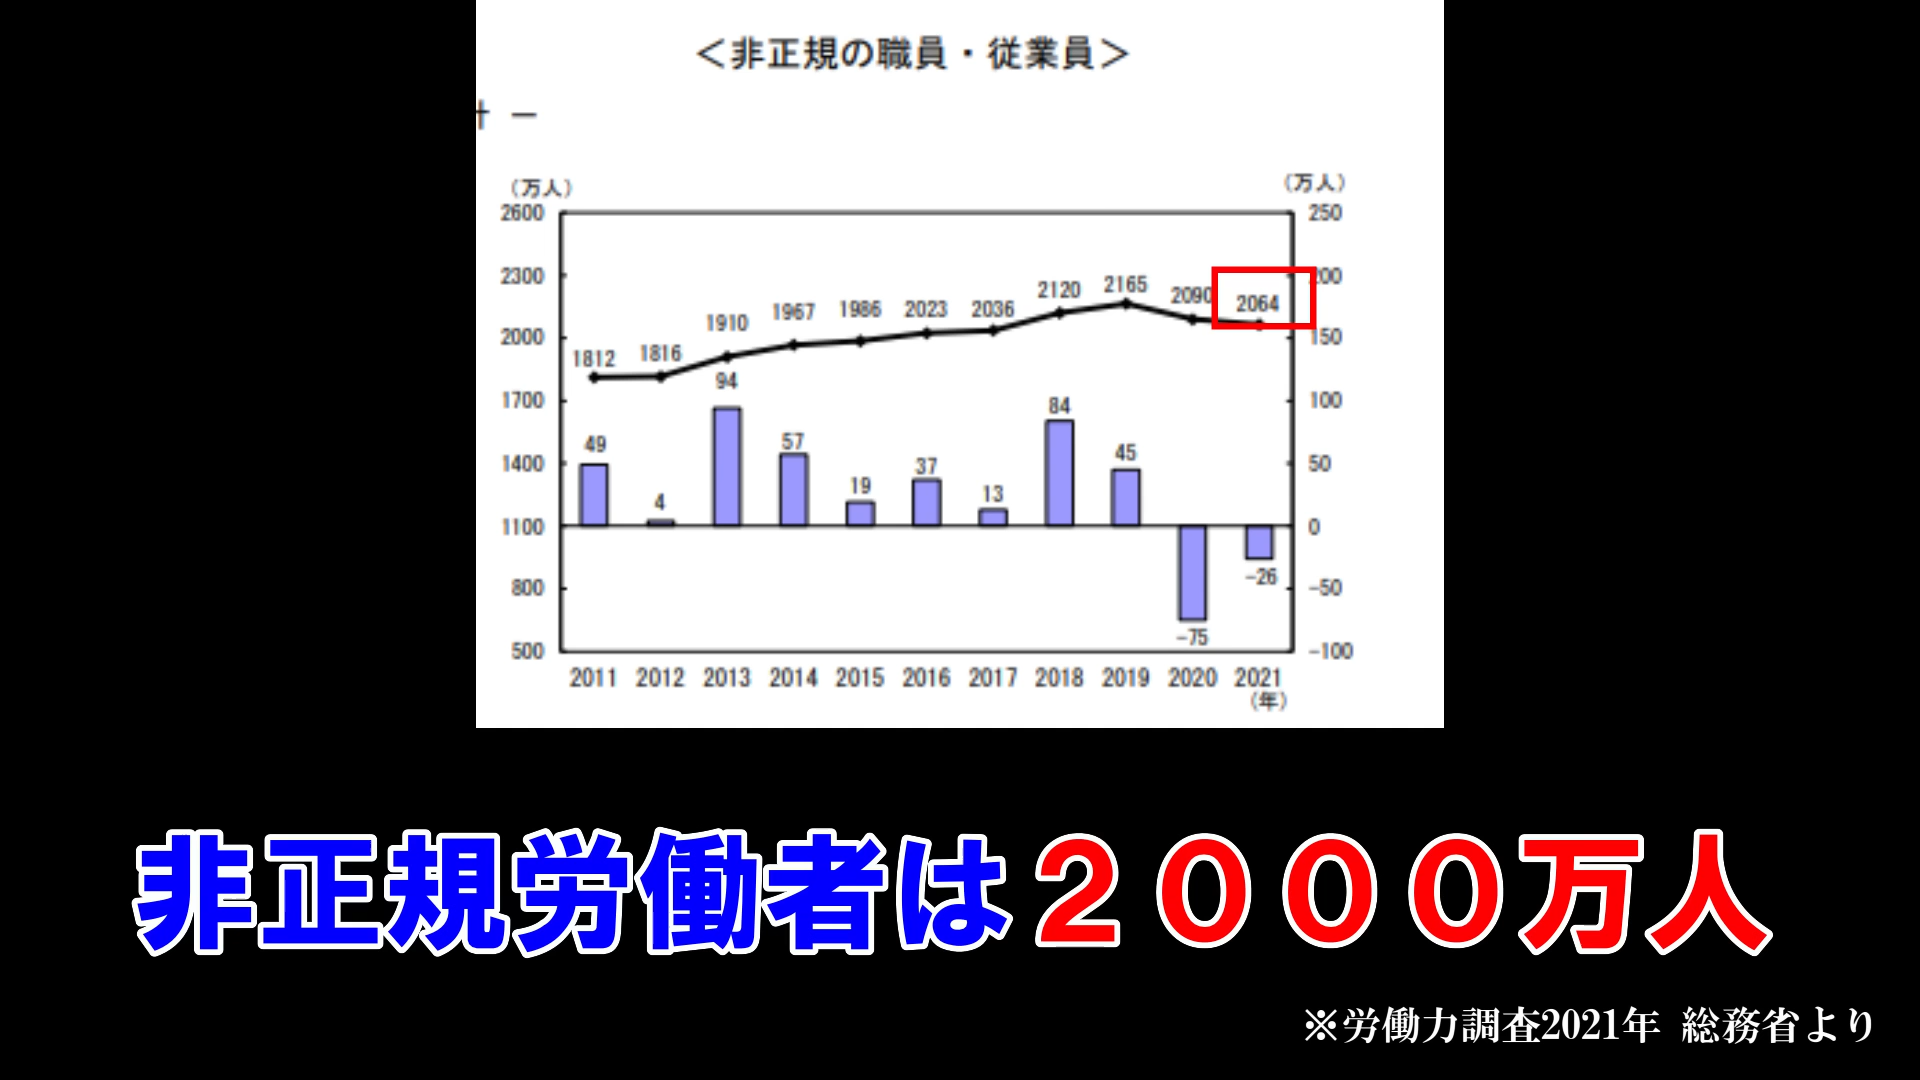 ＜非正規の職員・従業員＞
計 －
（万人） （万人）
2600 250
2300 200
2000 150
1700 100
1400 50
1100 0
800 −50
500 −100
1812 1816 1910 1967 1986 2023 2036 2120 2165 2090 2064
49 4 94 57 19 37 13 84 45 −75 −26
2011 2012 2013 2014 2015 2016 2017 2018 2019 2020 2021
（年）
非正規労働者は２０００万人
※労働力調査2021年 総務省より